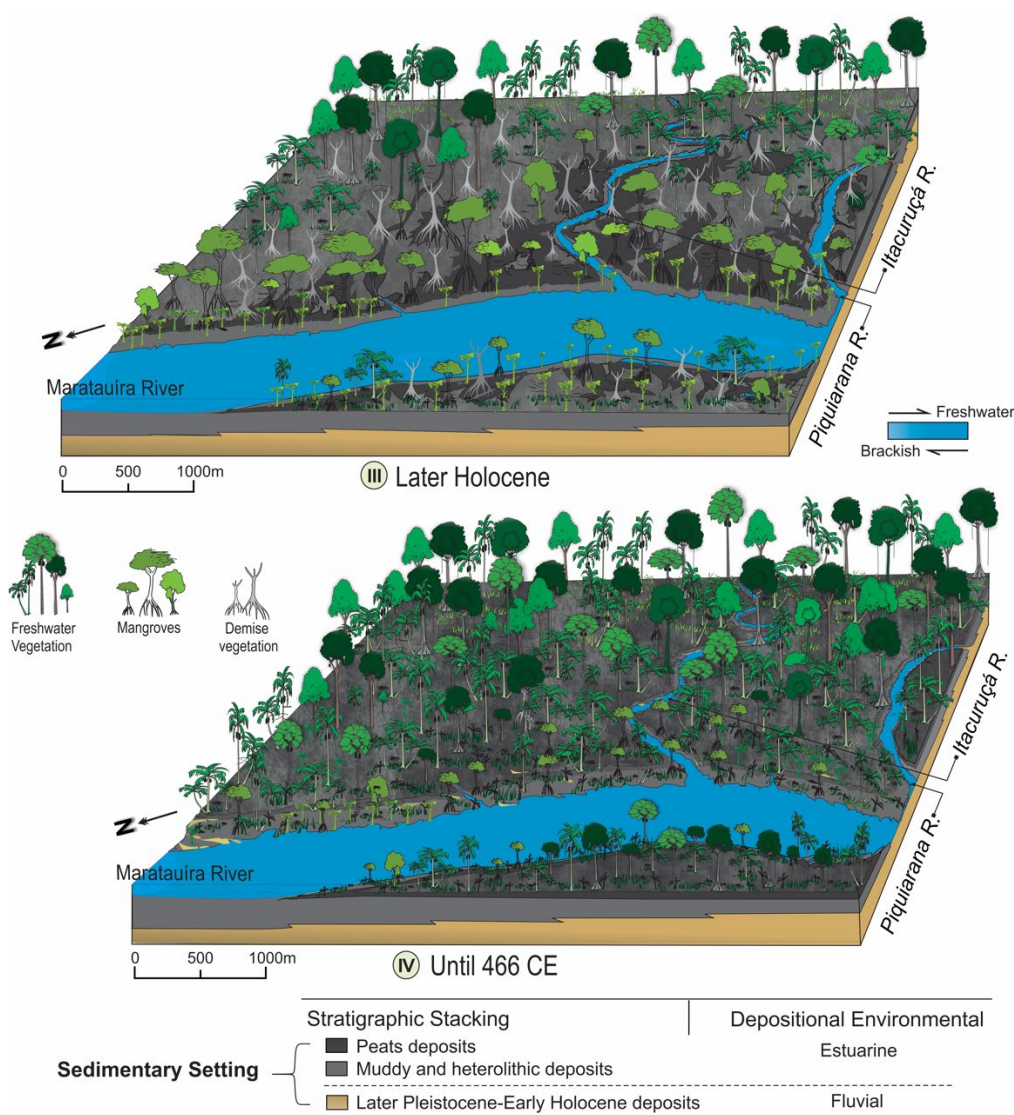 N
Maratauíra River
Itacuruçá R.
Piquiarana R.
Freshwater
Brackish
0 500 1000m
III Later Holocene
Freshwater
Vegetation
Mangroves
Demise
vegetation
N
Maratauíra River
Itacuruçá R.
Piquiarana R.
0 500 1000m
IV Until 466 CE
Stratigraphic Stacking
Depositional Environmental
Sedimentary Setting
Peats deposits
Muddy and heterolithic deposits
Estuarine
Later Pleistocene-Early Holocene deposits
Fluvial